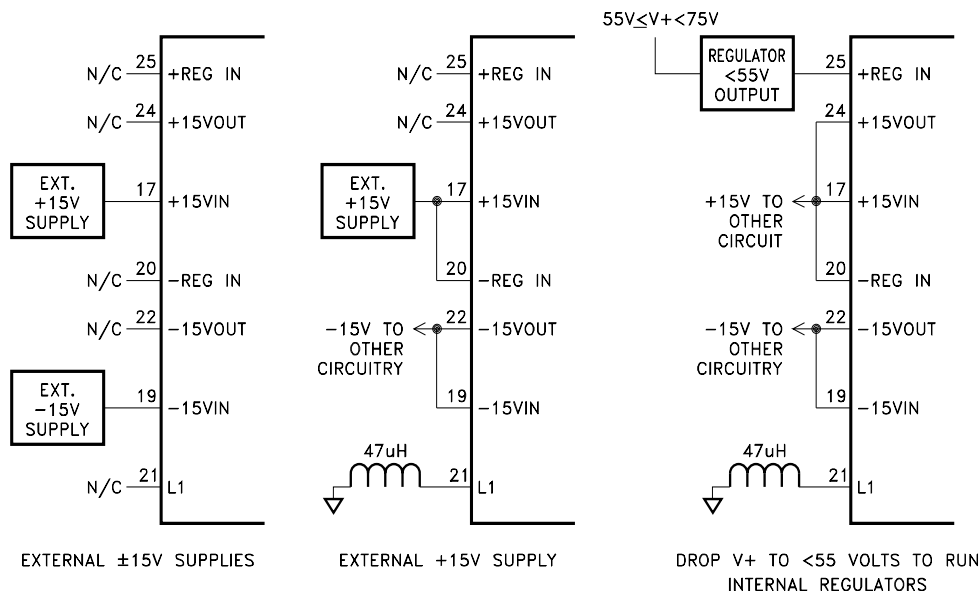 25
N/C
+REG IN
24
N/C
+15VOUT
EXT.
+15V
SUPPLY
17
+15VIN
20
N/C
−REG IN
22
N/C
−15VOUT
EXT.
−15V
SUPPLY
19
−15VIN
21
N/C
L1
EXTERNAL ±15V SUPPLIES
25
N/C
+REG IN
24
N/C
+15VOUT
EXT.
+15V
SUPPLY
17
+15VIN
20
−REG IN
−15V TO
OTHER
CIRCUITRY
22
−15VOUT
19
−15VIN
47uH
21
L1
EXTERNAL +15V SUPPLY
55V≤V+<75V
REGULATOR
<55V
OUTPUT
25
+REG IN
24
+15VOUT
+15V TO
OTHER
CIRCUIT
17
+15VIN
20
−REG IN
−15V TO
OTHER
CIRCUITRY
22
−15VOUT
19
−15VIN
47uH
21
L1
DROP V+ TO <55 VOLTS TO RUN
INTERNAL REGULATORS